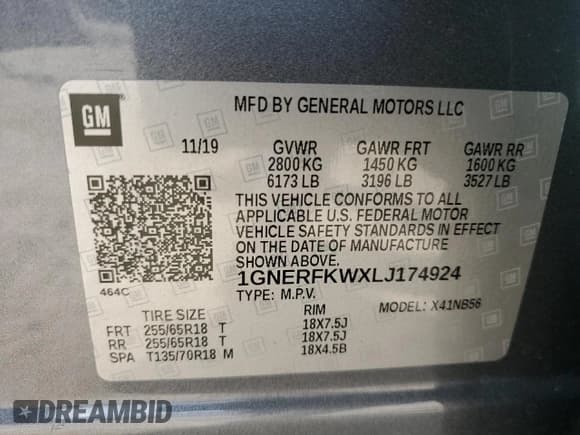 GM
MFD BY GENERAL MOTORS LLC
11/19 GVWR GAWR FRT GAWR RR
2800 KG 1450 KG 1600 KG
6173 LB 3196 LB 3527 LB
THIS VEHICLE CONFORMS TO ALL
APPLICABLE U.S. FEDERAL MOTOR
VEHICLE SAFETY STANDARDS IN EFFECT
ON THE DATE OF MANUFACTURE
SHOWN ABOVE.
464C 1GNERFKWXLJ174924
TYPE: M.P.V. MODEL: X41NB56
TIRE SIZE RIM
FRT 255/65R18 T 18X7.5J
RR 255/65R18 T 18X7.5J
SPA T135/70R18 M 18X4.5B
DREAMBID